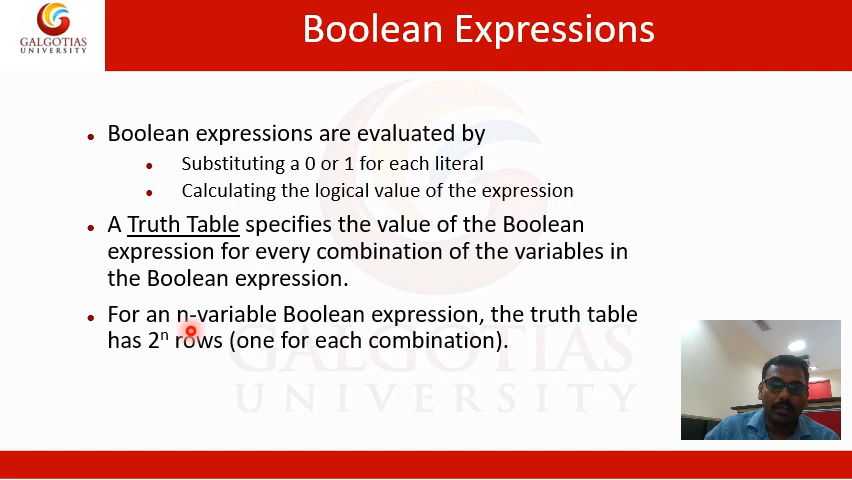 GALGOTIAS
UNIVERSITY
Boolean Expressions
• Boolean expressions are evaluated by
• Substituting a 0 or 1 for each literal
• Calculating the logical value of the expression
• A Truth Table specifies the value of the Boolean
expression for every combination of the variables in
the Boolean expression.
• For an n-variable Boolean expression, the truth table
has 2ⁿ rows (one for each combination).
GALGOTIAS
UNIVERSITY